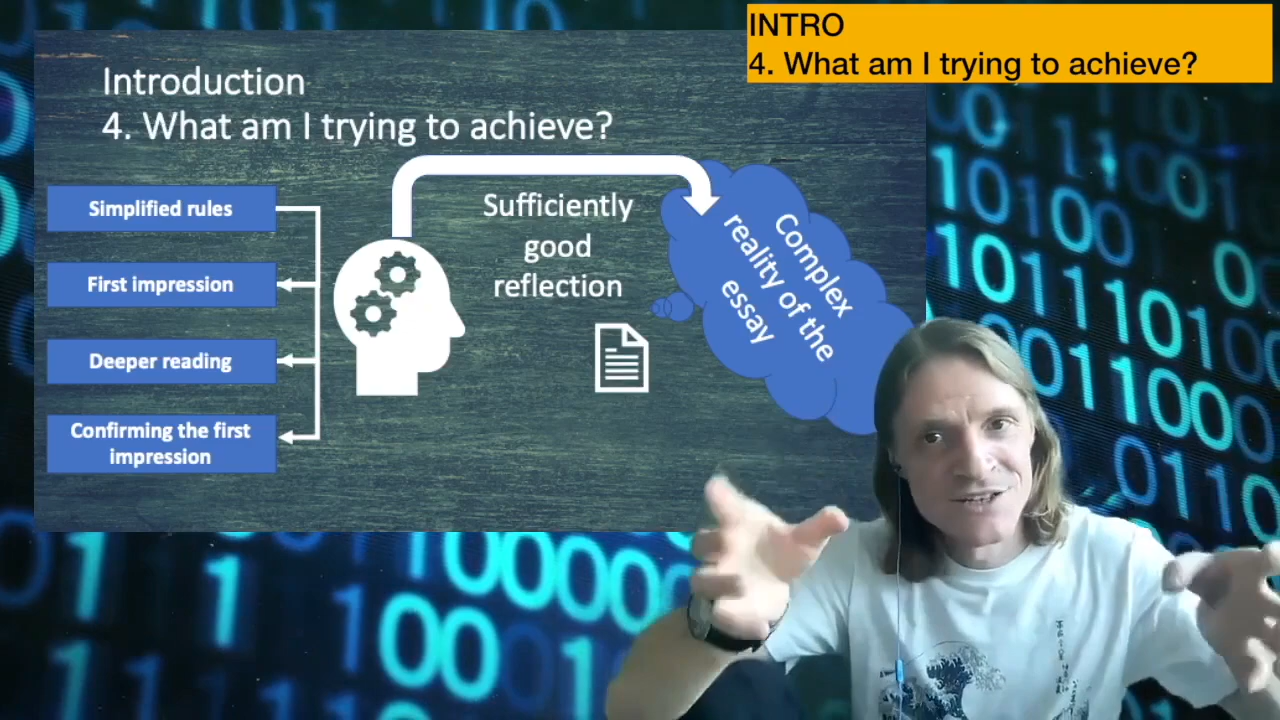 INTRO
4. What am I trying to achieve?
Introduction
4. What am I trying to achieve?
Simplified rules
First impression
Deeper reading
Confirming the first
impression
Sufficiently
good
reflection
Complex
reality of the
essay